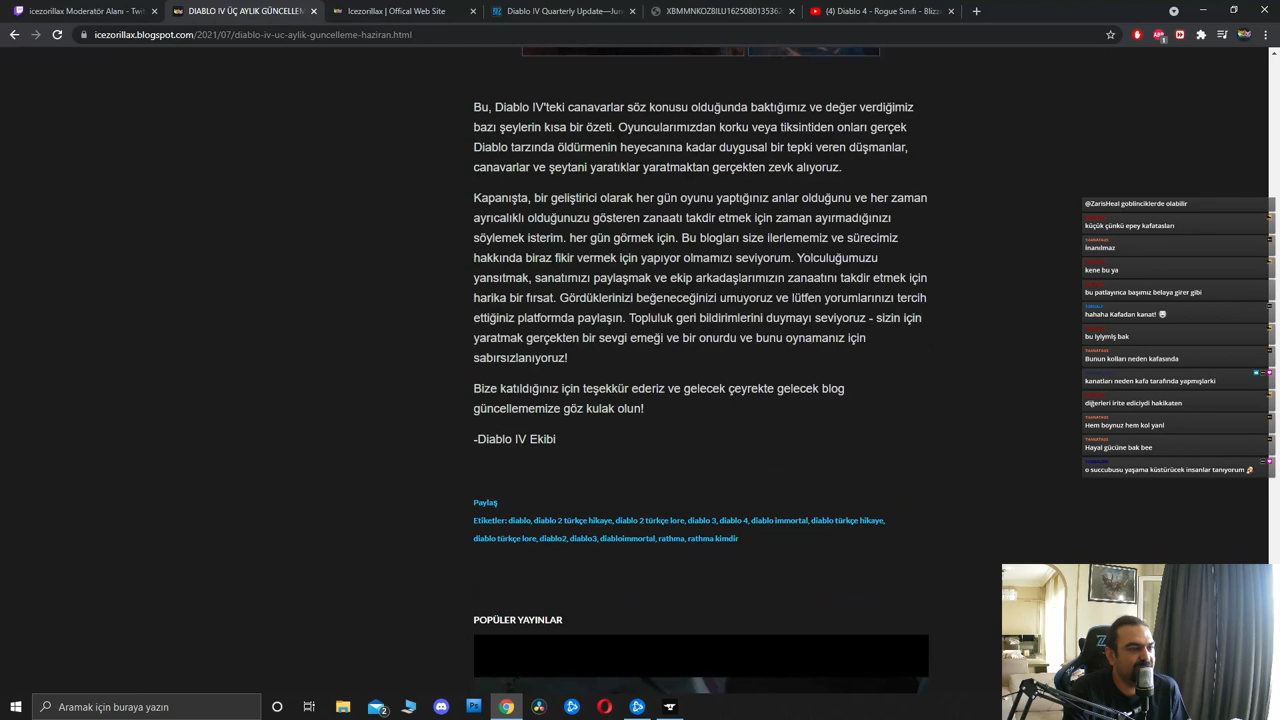 icezorillax Moderatör Alanı - Twit
DIABLO IV ÜÇ AYLIK GÜNCELLEM
Icezorillax | Offical Web Site
Diablo IV Quarterly Update—Jun
XBMMNKOZ8ILU1625080135362
(4) Diablo 4 - Rogue Sınıfı - Blizz
icezorillax.blogspot.com/2021/07/diablo-iv-uc-aylik-guncelleme-haziran.html
Bu, Diablo IV'teki canavarlar söz konusu olduğunda baktığımız ve değer verdiğimiz
bazı şeylerin kısa bir özeti. Oyuncularımızdan korku veya tiksintiden onları gerçek
Diablo tarzında öldürmenin heyecanına kadar duygusal bir tepki veren düşmanlar,
canavarlar ve şeytani yaratıklar yaratmaktan gerçekten zevk alıyoruz.
Kapanışta, bir geliştirici olarak her gün oyunu yaptığınız anlar olduğunu ve her zaman
ayrıcalıklı olduğunuzu gösteren zanaatı takdir etmek için zaman ayırmadığınızı
söylemek isterim. her gün görmek için. Bu blogları size ilerlememiz ve sürecimiz
hakkında biraz fikir vermek için yapıyor olmamızı seviyorum. Yolculuğumuzu
yansıtmak, sanatımızı paylaşmak ve ekip arkadaşlarımızın zanaatını takdir etmek için
harika bir fırsat. Gördüklerinizi beğeneceğinizi umuyoruz ve lütfen yorumlarınızı tercih
ettiğiniz platformda paylaşın. Topluluk geri bildirimlerini duymayı seviyoruz - sizin için
yaratmak gerçekten bir sevgi emeği ve bir onurdu ve bunu oynamanız için
sabırsızlanıyoruz!
Bize katıldığınız için teşekkür ederiz ve gelecek çeyrekte gelecek blog
güncellememize göz kulak olun!
-Diablo IV Ekibi
Paylaş
Etiketler: diablo, diablo 2 türkçe hikaye, diablo 2 türkçe lore, diablo 3, diablo 4, diablo immortal, diablo türkçe hikaye,
diablo türkçe lore, diablo2, diablo3, diabloimmortal, rathma, rathma kimdir
POPÜLER YAYINLAR
@ZarisHeal goblinciklerde olabilir
küçük çünkü epey kafatasları
İnanılmaz
kene bu ya
bu patlayınca başımız belaya girer gibi
hahaha Kafadan kanat!
bu iyiymiş bak
Bunun kolları neden kafasında
kanatları neden kafa tarafında yapmışlarki
diğerleri irite ediciydi hakikaten
Hem boynuz hem kol yani
Hayal gücüne bak bee
o succubusu yaşama küstürücek insanlar tanıyorum
Aramak için buraya yazın